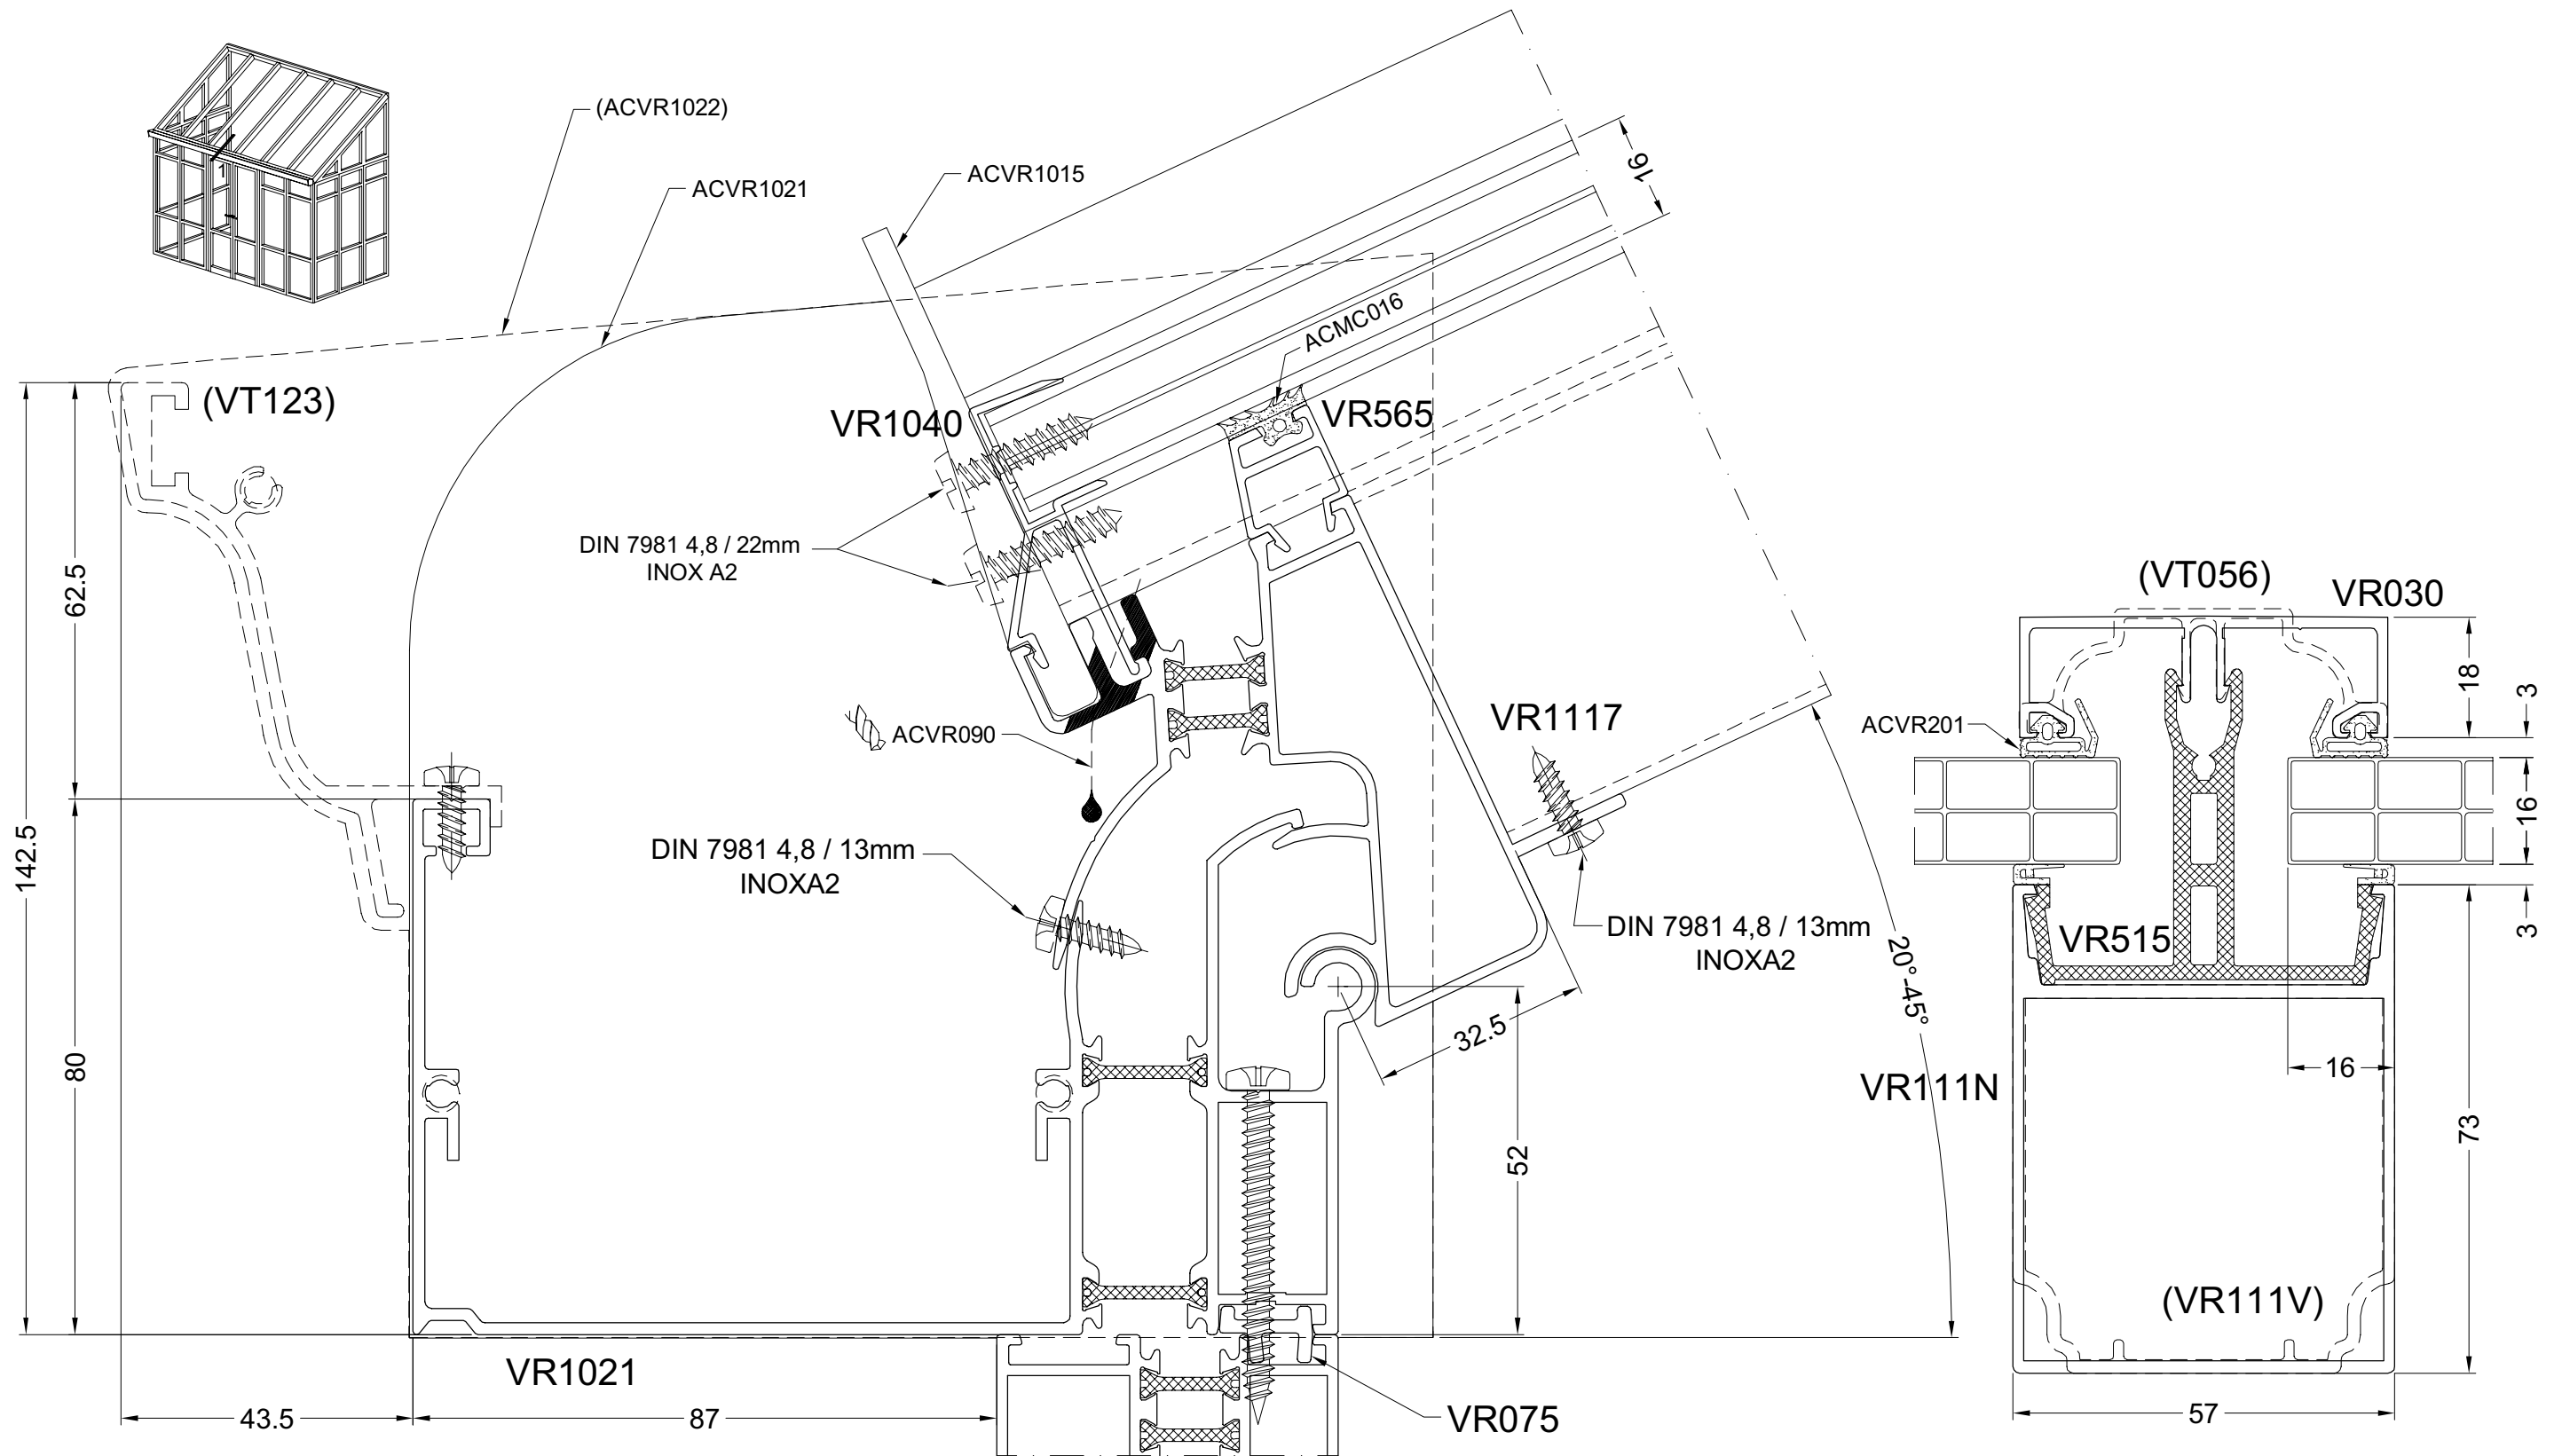 (ACVR1022)
ACVR1021
ACVR1015
16
1
ACMC016
(VT123)
VR1040
VR565
DIN 7981 4,8 / 22mm
INOX A2
62.5
142.5
80
ACVR090
DIN 7981 4,8 / 13mm
INOXA2
VR1117
DIN 7981 4,8 / 13mm
INOXA2
20°-45°
32.5
52
VR1021
43.5
87
VR075
(VT056)
VR030
ACVR201
18
3
16
3
VR515
VR111N
16
73
(VR111V)
57